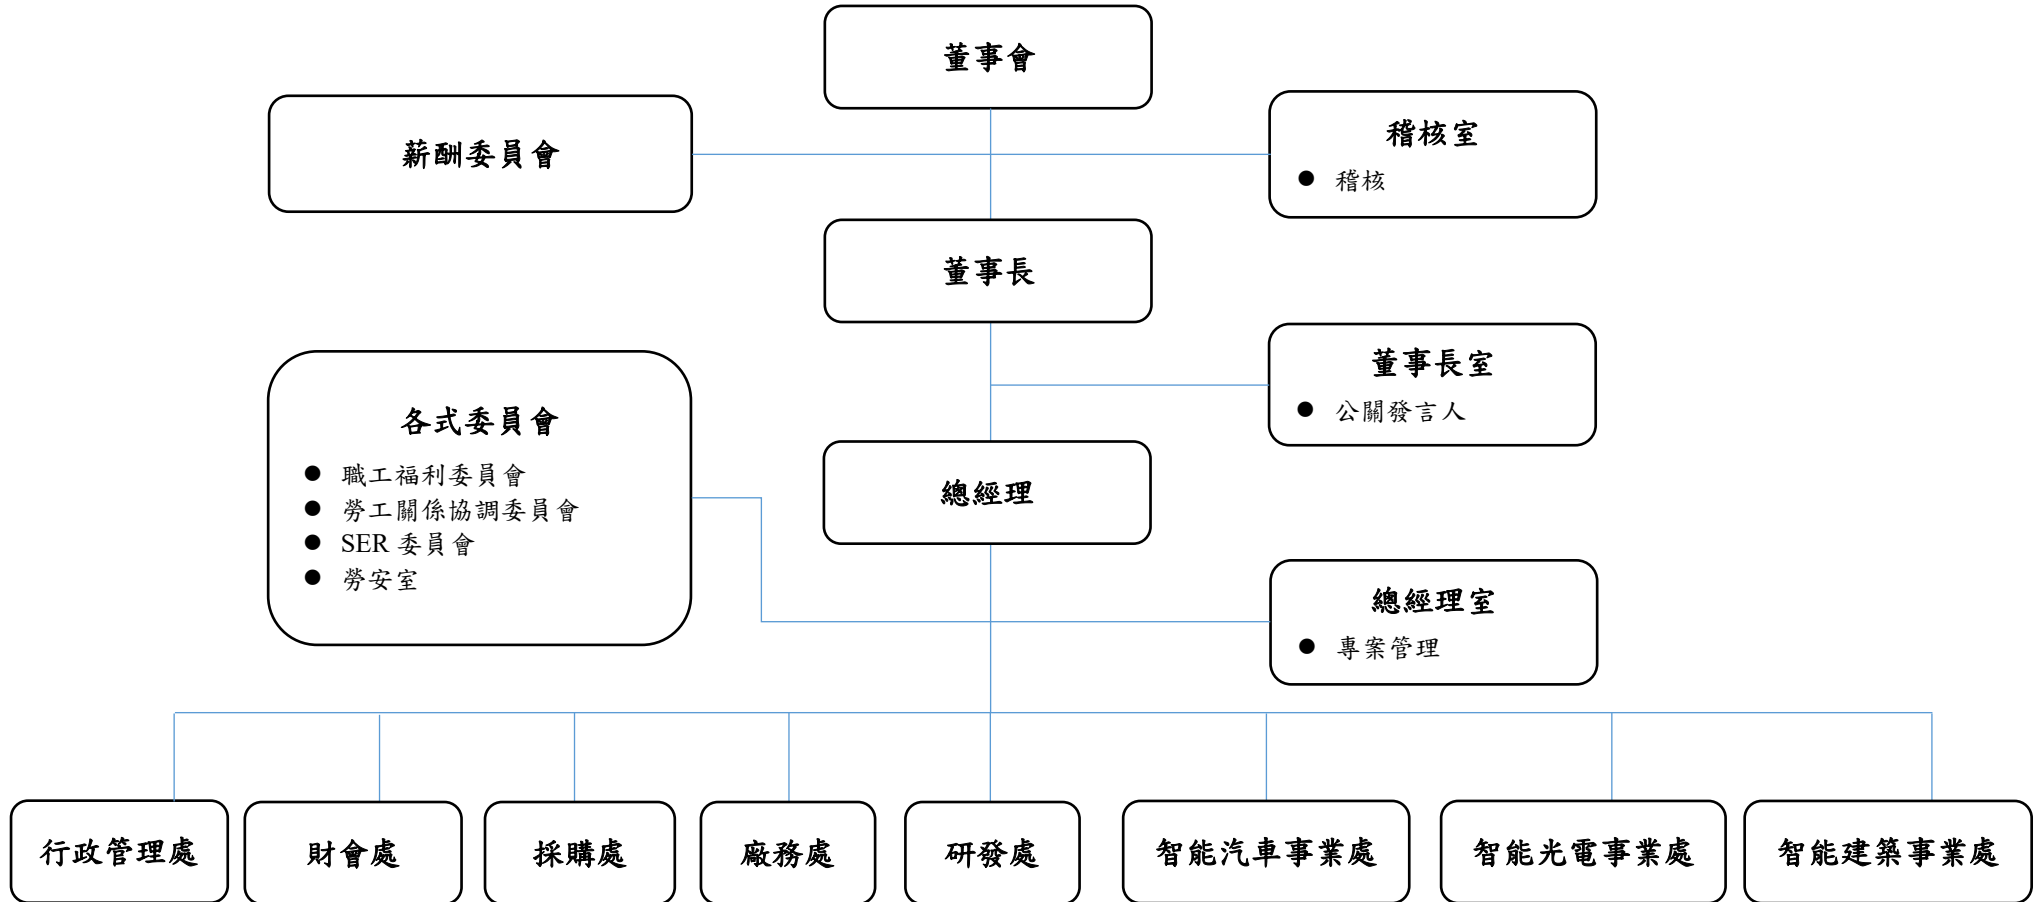 董事會
薪酬委員會
稽核室
● 稽核
董事長
董事長室
● 公關發言人
各式委員會
● 職工福利委員會
● 勞工關係協調委員會
● SER 委員會
● 勞安室
總經理
總經理室
● 專案管理
行政管理處
財會處
採購處
廠務處
研發處
智能汽車事業處
智能光電事業處
智能建築事業處